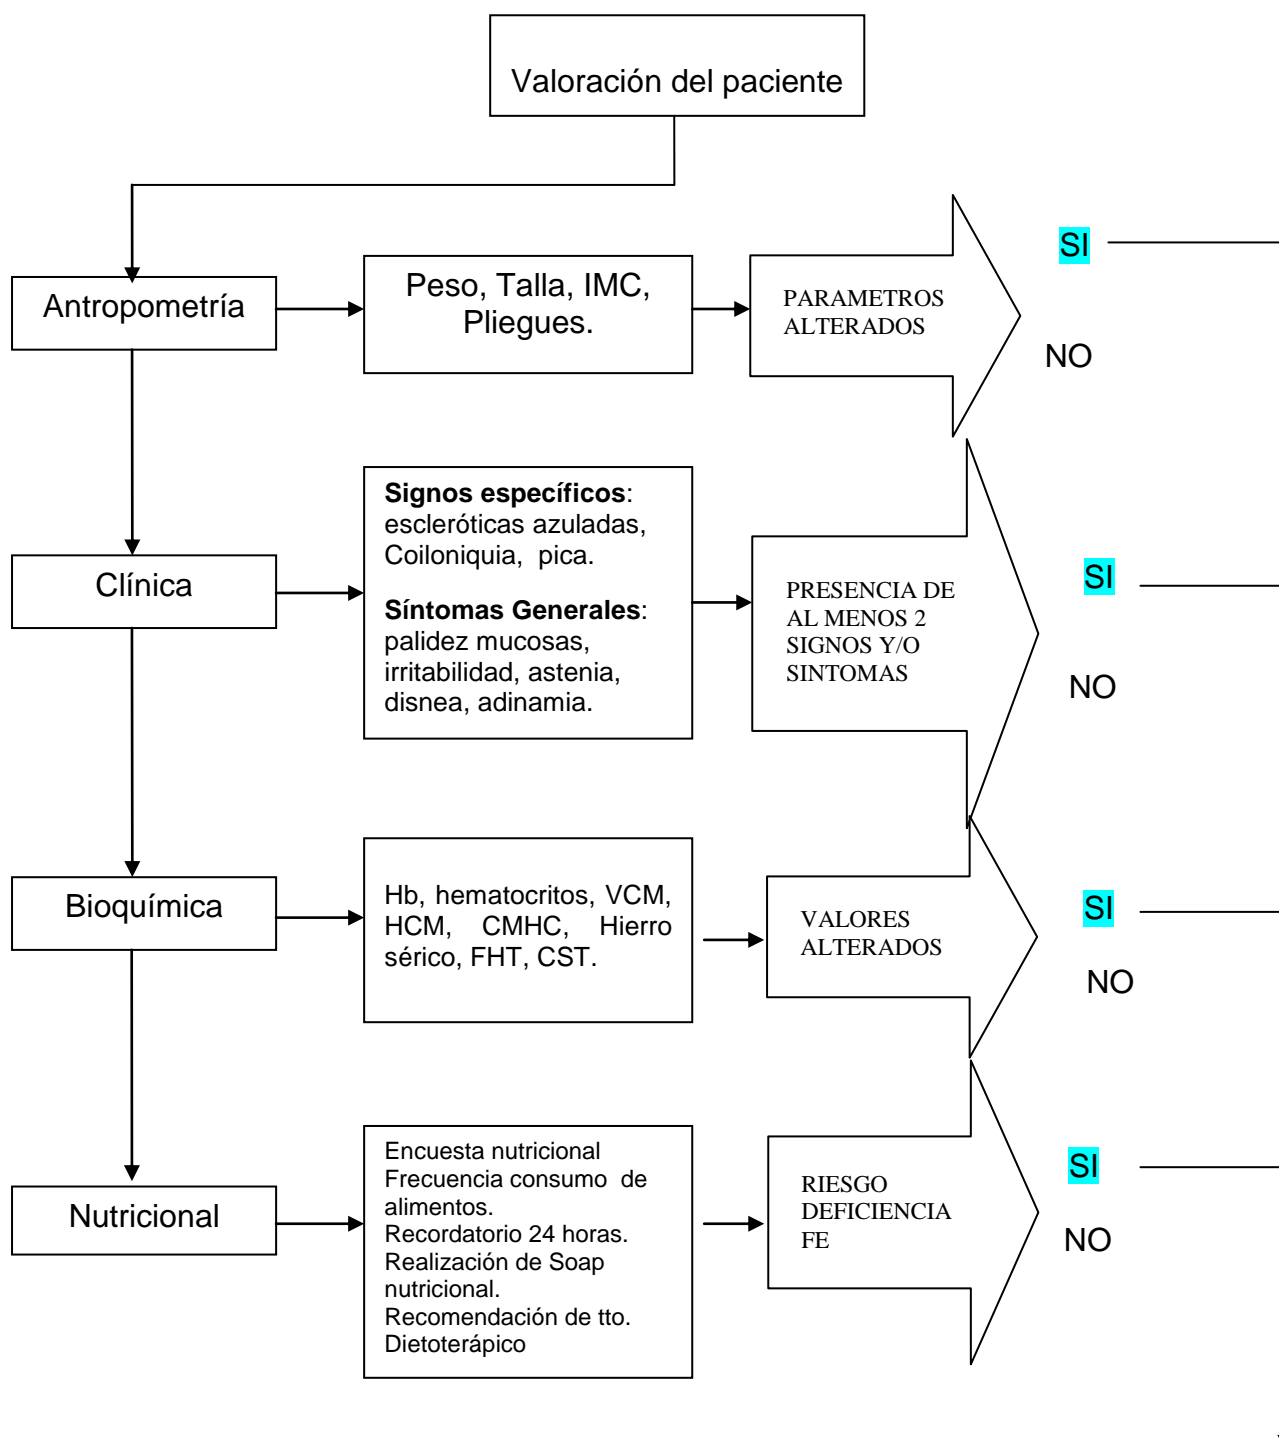 Valoración del paciente
Antropometría
Peso, Talla, IMC,
Pliegues.
PARAMETROS
ALTERADOS
SI
NO
Clínica
Signos específicos:
escleróticas azuladas,
Coiloniquia, pica.
Síntomas Generales:
palidez mucosas,
irritabilidad, astenia,
disnea, adinamia.
PRESENCIA DE
AL MENOS 2
SIGNOS Y/O
SINTOMAS
SI
NO
Bioquímica
Hb, hematocritos, VCM,
HCM, CMHC, Hierro
sérico, FHT, CST.
VALORES
ALTERADOS
SI
NO
Nutricional
Encuesta nutricional
Frecuencia consumo de
alimentos.
Recordatorio 24 horas.
Realización de Soap
nutricional.
Recomendación de tto.
Dietoterápico
RIESGO
DEFICIENCIA
FE
SI
NO